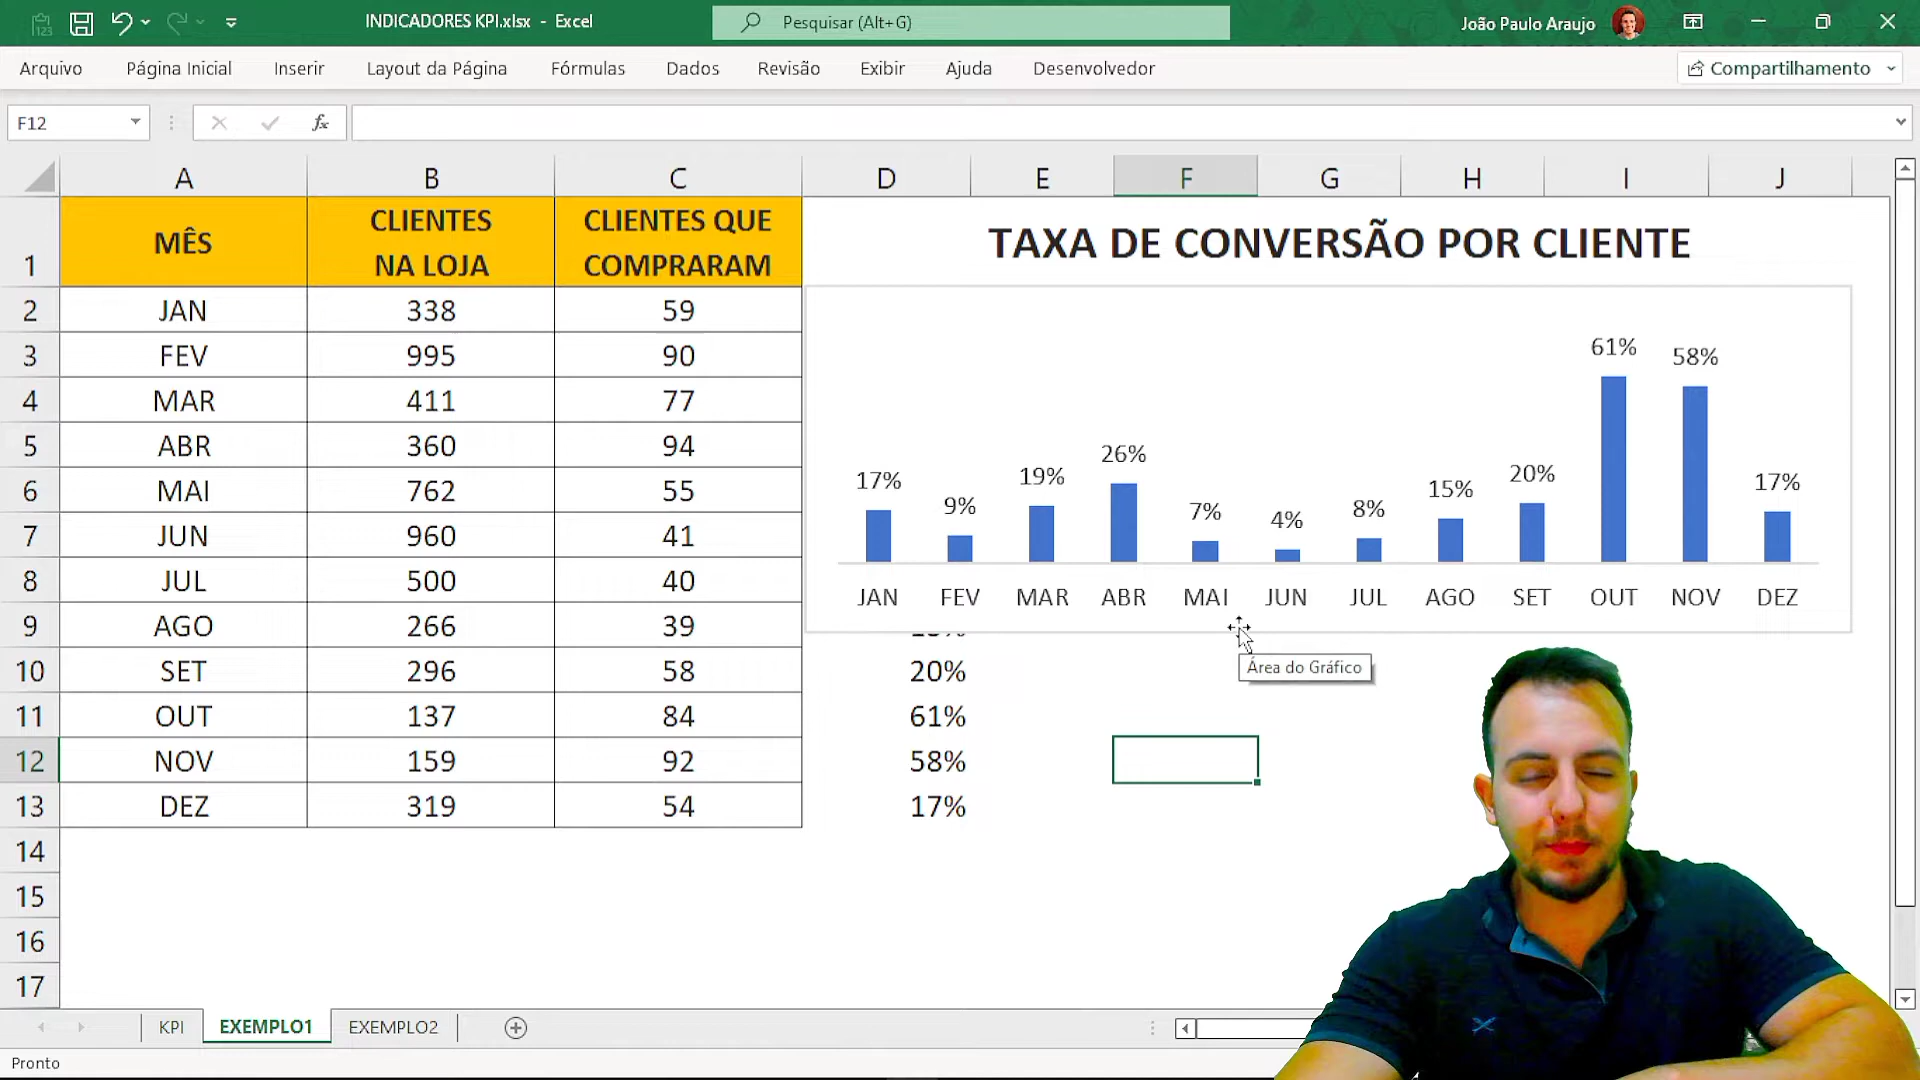 INDICADORES KPI.xlsx - Excel
Pesquisar (Alt+G)
João Paulo Araujo
Arquivo Página Inicial Inserir Layout da Página Fórmulas Dados Revisão Exibir Ajuda Desenvolvedor Compartilhamento
F12 fx
A B C D E F G H I J
1 MÊS CLIENTES NA LOJA CLIENTES QUE COMPRARAM
TAXA DE CONVERSÃO POR CLIENTE
2 JAN 338 59
3 FEV 995 90
4 MAR 411 77
5 ABR 360 94
6 MAI 762 55
7 JUN 960 41
8 JUL 500 40
9 AGO 266 39
10 SET 296 58 20%
11 OUT 137 84 61%
12 NOV 159 92 58%
13 DEZ 319 54 17%
14
15
16
17
17% 9% 19% 26% 7% 4% 8% 15% 20% 61% 58% 17%
JAN FEV MAR ABR MAI JUN JUL AGO SET OUT NOV DEZ
Área do Gráfico
KPI EXEMPLO1 EXEMPLO2
Pronto